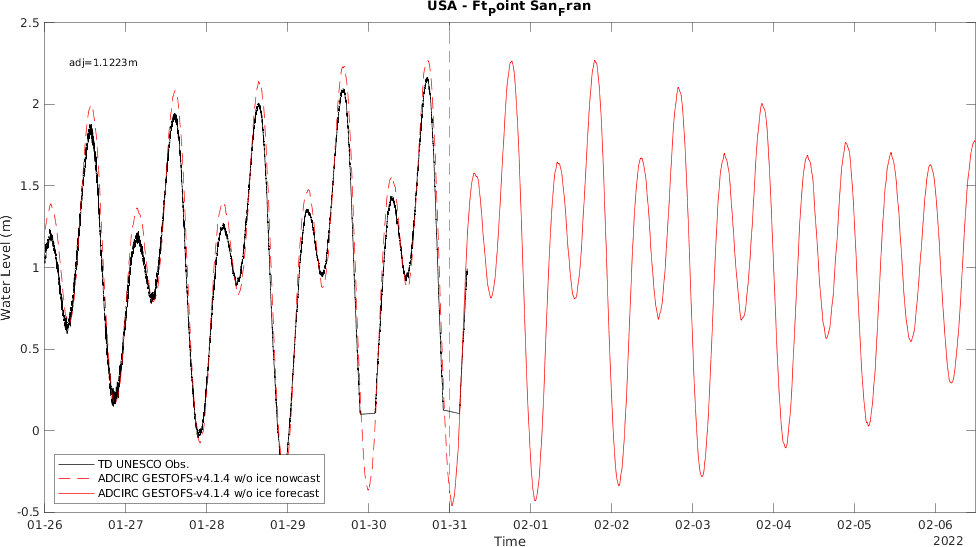 USA - Ft_Point San_Fran
adj=1.1223m
2.5
2
1.5
1
0.5
0
-0.5
Water Level (m)
TD UNESCO Obs.
ADCIRC GESTOFS-v4.1.4 w/o ice nowcast
ADCIRC GESTOFS-v4.1.4 w/o ice forecast
01-26 01-27 01-28 01-29 01-30 01-31 02-01 02-02 02-03 02-04 02-05 02-06
Time
2022